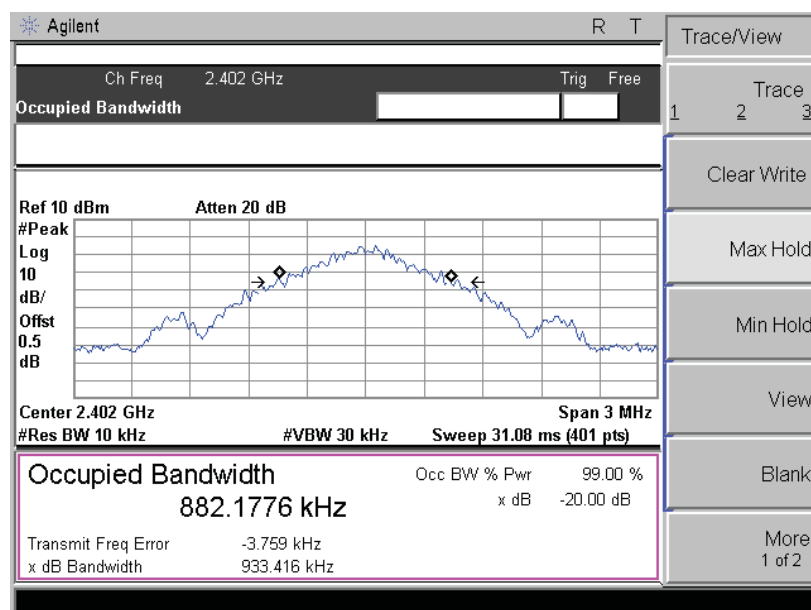 Agilent R T
Ch Freq 2.402 GHz Trig Free
Occupied Bandwidth
Ref 10 dBm Atten 20 dB
#Peak
Log
10
dB/
Offst
0.5
dB
Center 2.402 GHz Span 3 MHz
#Res BW 10 kHz #VBW 30 kHz Sweep 31.08 ms (401 pts)
Occupied Bandwidth
882.1776 kHz
Occ BW % Pwr 99.00 %
x dB -20.00 dB
Transmit Freq Error -3.759 kHz
x dB Bandwidth 933.416 kHz
Trace/View
Trace
1 2 3
Clear Write
Max Hold
Min Hold
View
Blank
More
1 of 2